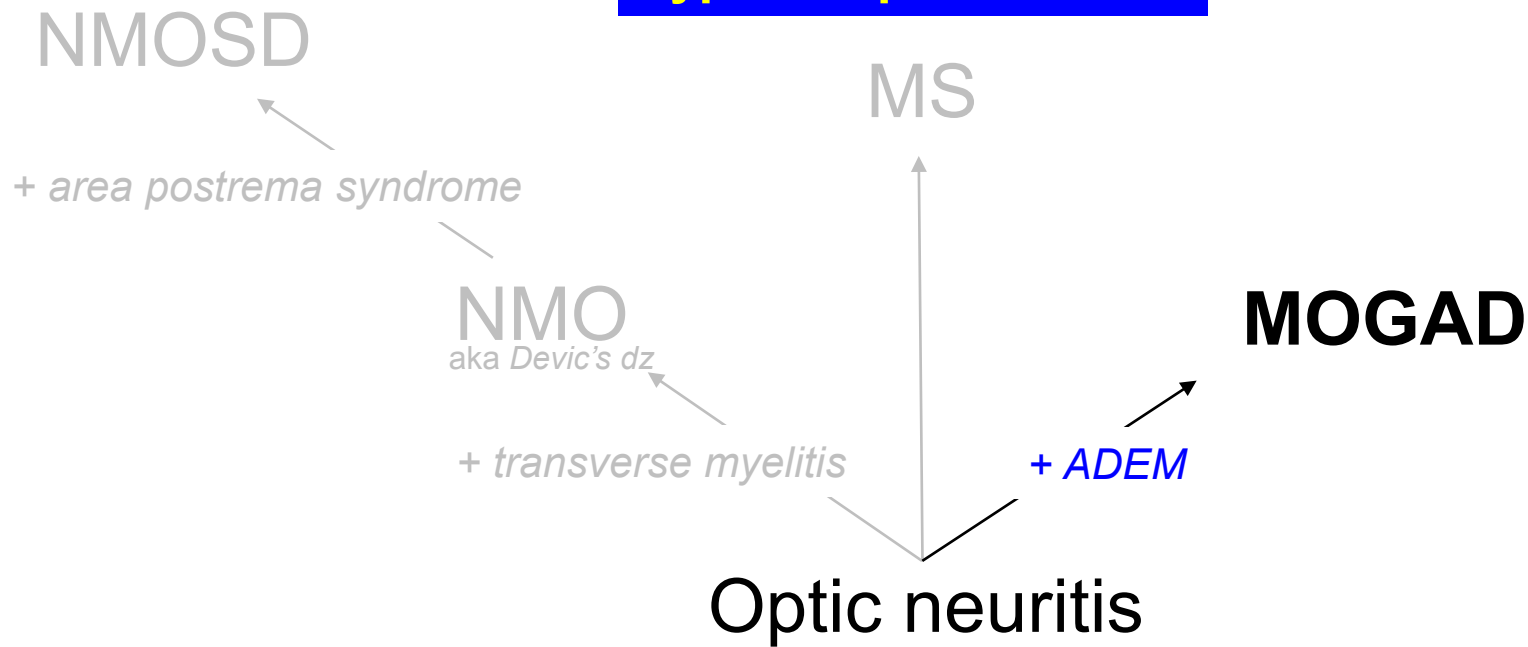 NMOSD
MS
+ area postrema syndrome
NMO
aka Devic's dz
MOGAD
+ transverse myelitis
+ ADEM
Optic neuritis